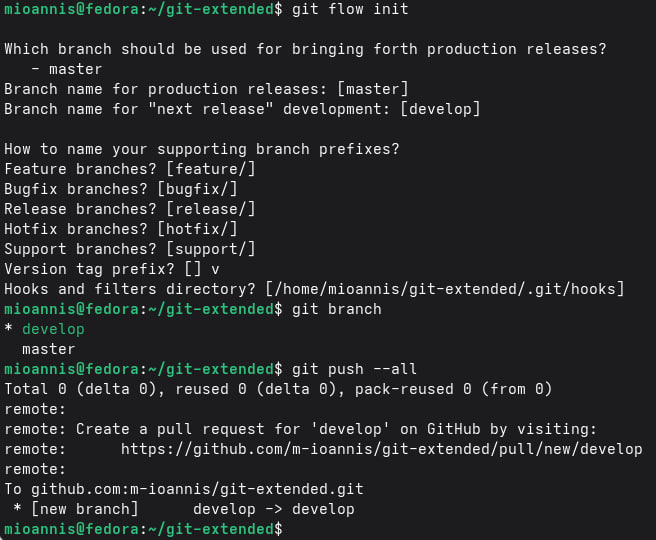 mioannis@fedora:~/git-extended$ git flow init

Which branch should be used for bringing forth production releases?
   - master
Branch name for production releases: [master]
Branch name for "next release" development: [develop]

How to name your supporting branch prefixes?
Feature branches? [feature/]
Bugfix branches? [bugfix/]
Release branches? [release/]
Hotfix branches? [hotfix/]
Support branches? [support/]
Version tag prefix? [] v
Hooks and filters directory? [/home/mioannis/git-extended/.git/hooks]
mioannis@fedora:~/git-extended$ git branch
* develop
  master
mioannis@fedora:~/git-extended$ git push --all
Total 0 (delta 0), reused 0 (delta 0), pack-reused 0 (from 0)
remote:
remote: Create a pull request for 'develop' on GitHub by visiting:
remote:      https://github.com/m-ioannis/git-extended/pull/new/develop
remote:
To github.com:m-ioannis/git-extended.git
 * [new branch]      develop -> develop
mioannis@fedora:~/git-extended$